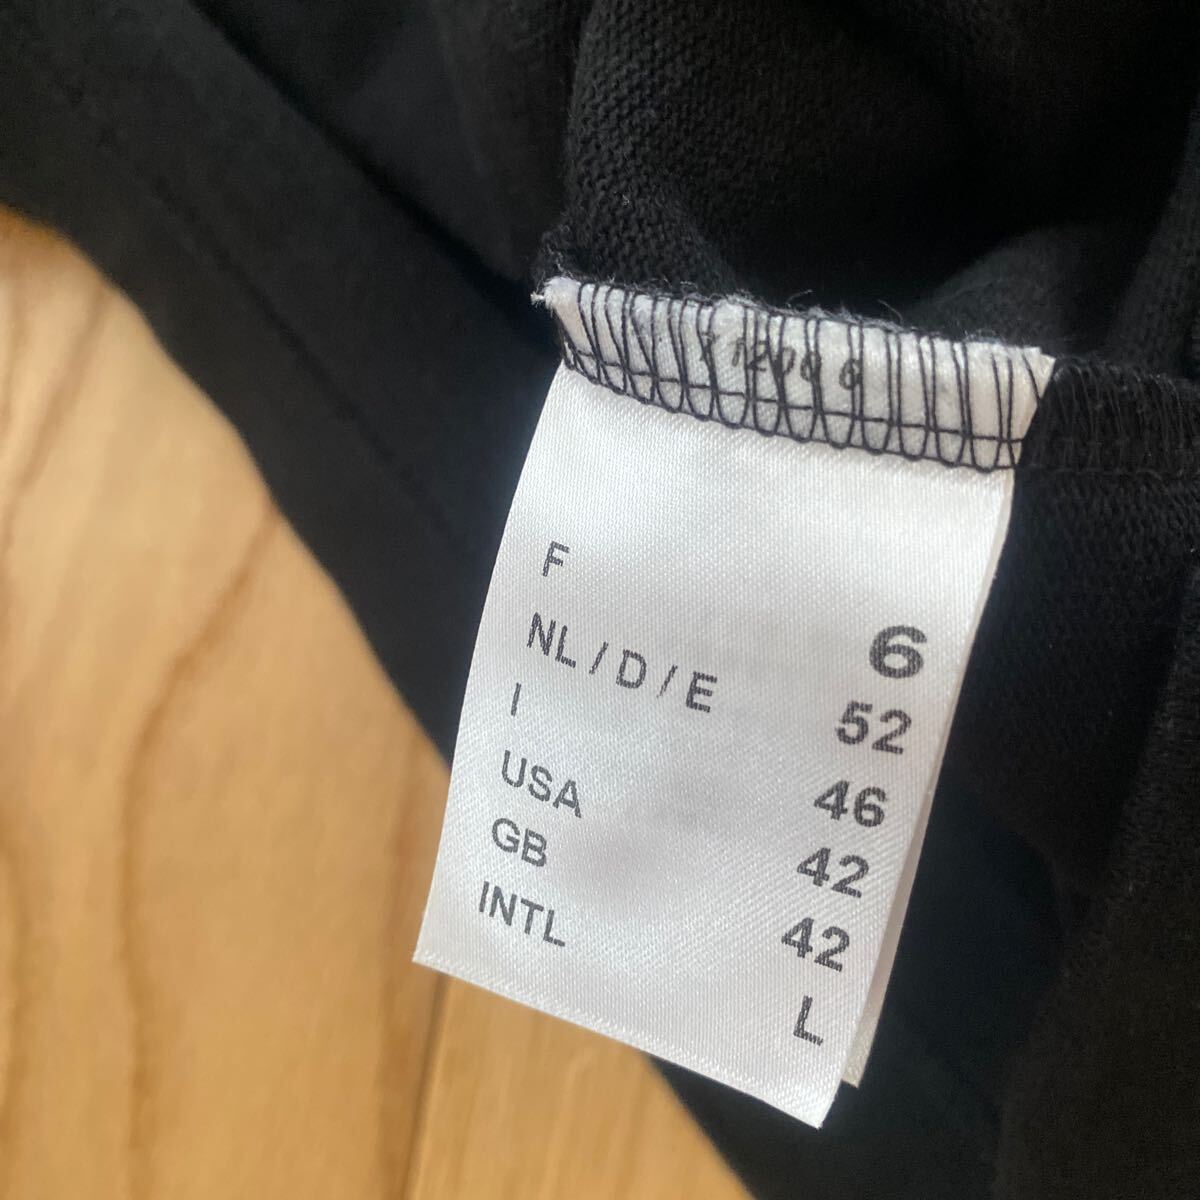 F 6
NL / D / E 52
I 46
USA 42
GB 42
INTL L